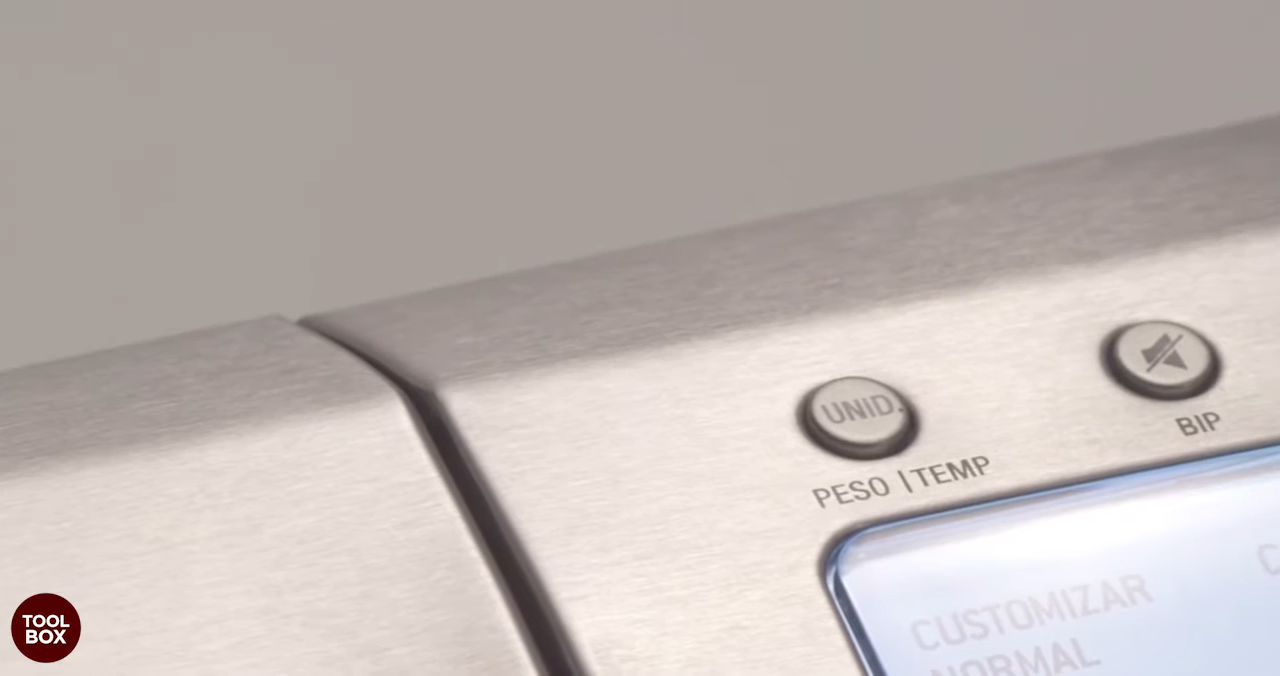 UNID.
PESO | TEMP
BIP
CUSTOMIZAR
NORMAL
TOOL
BOX